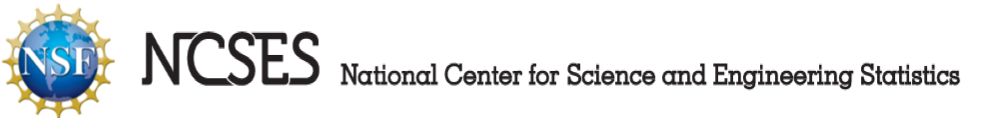 NSF
NCSES National Center for Science and Engineering Statistics